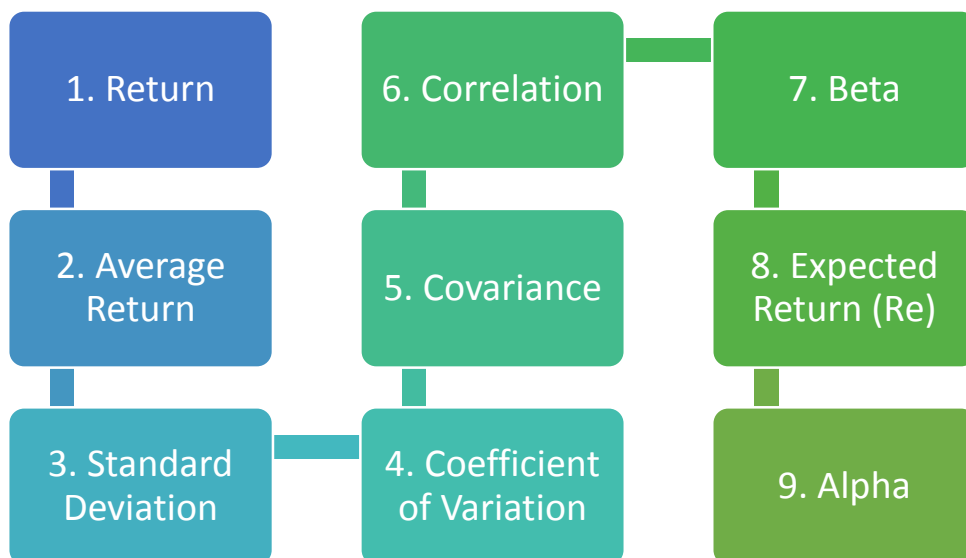 1. Return
2. Average
Return
3. Standard
Deviation
4. Coefficient
of Variation
5. Covariance
6. Correlation
7. Beta
8. Expected
Return (Re)
9. Alpha